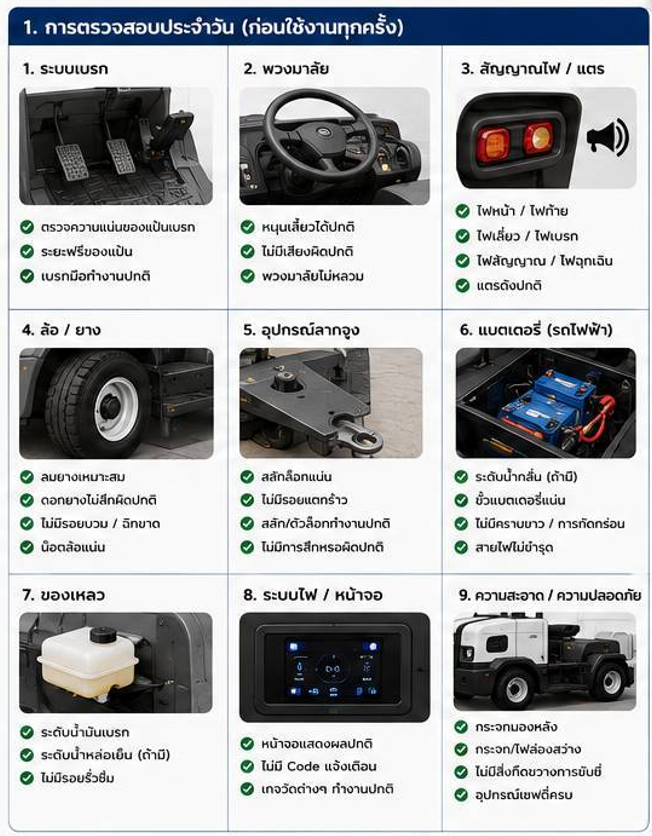 1. การตรวจสอบประจำวัน (ก่อนใช้งานทุกครั้ง)
1. ระบบเบรก
ตรวจความแน่นของแป้นเบรก
ระยะฟรีของแป้น
เบรกมือทำงานปกติ
2. พวงมาลัย
หนุนเลี้ยวได้ปกติ
ไม่มีเสียงผิดปกติ
พวงมาลัยไม่หลวม
3. สัญญาณไฟ / แตร
ไฟหน้า / ไฟท้าย
ไฟเลี่ยว / ไฟเบรก
ไฟสัญญาณ / ไฟฉุกเฉิน
แตรดังปกติ
4. ล้อ / ยาง
ลมยางเหมาะสม
ดอกยางไม่สึกผิดปกติ
ไม่มีรอยบวม / ฉีกขาด
น็อตล้อแน่น
5. อุปกรณ์ลากจูง
สลักล็อกแน่น
ไม่มีรอยแตกร้าว
สลัก/ตัวล็อกทำงานปกติ
ไม่มีการสึกหรอผิดปกติ
6. แบตเตอรี่ (รถไฟฟ้า)
ระดับน้ำกลั่น (ถ้ามี)
ขั้วแบตเตอรี่แน่น
ไม่มีคราบขาว / การกัดกร่อน
สายไฟไม่ชำรุด
7. ของเหลว
ระดับน้ำมันเบรก
ระดับน้ำหล่อเย็น (ถ้ามี)
ไม่มีรอยรั่วซึม
8. ระบบไฟ / หน้าจอ
หน้าจอแสดงผลปกติ
ไม่มี Code แจ้งเตือน
เกจวัดต่างๆ ทำงานปกติ
9. ความสะอาด / ความปลอดภัย
กระจกมองหลัง
กระจก/ไฟส่องสว่าง
ไม่มีสิ่งกีดขวางการขับขี่
อุปกรณ์เซฟตี้ครบ